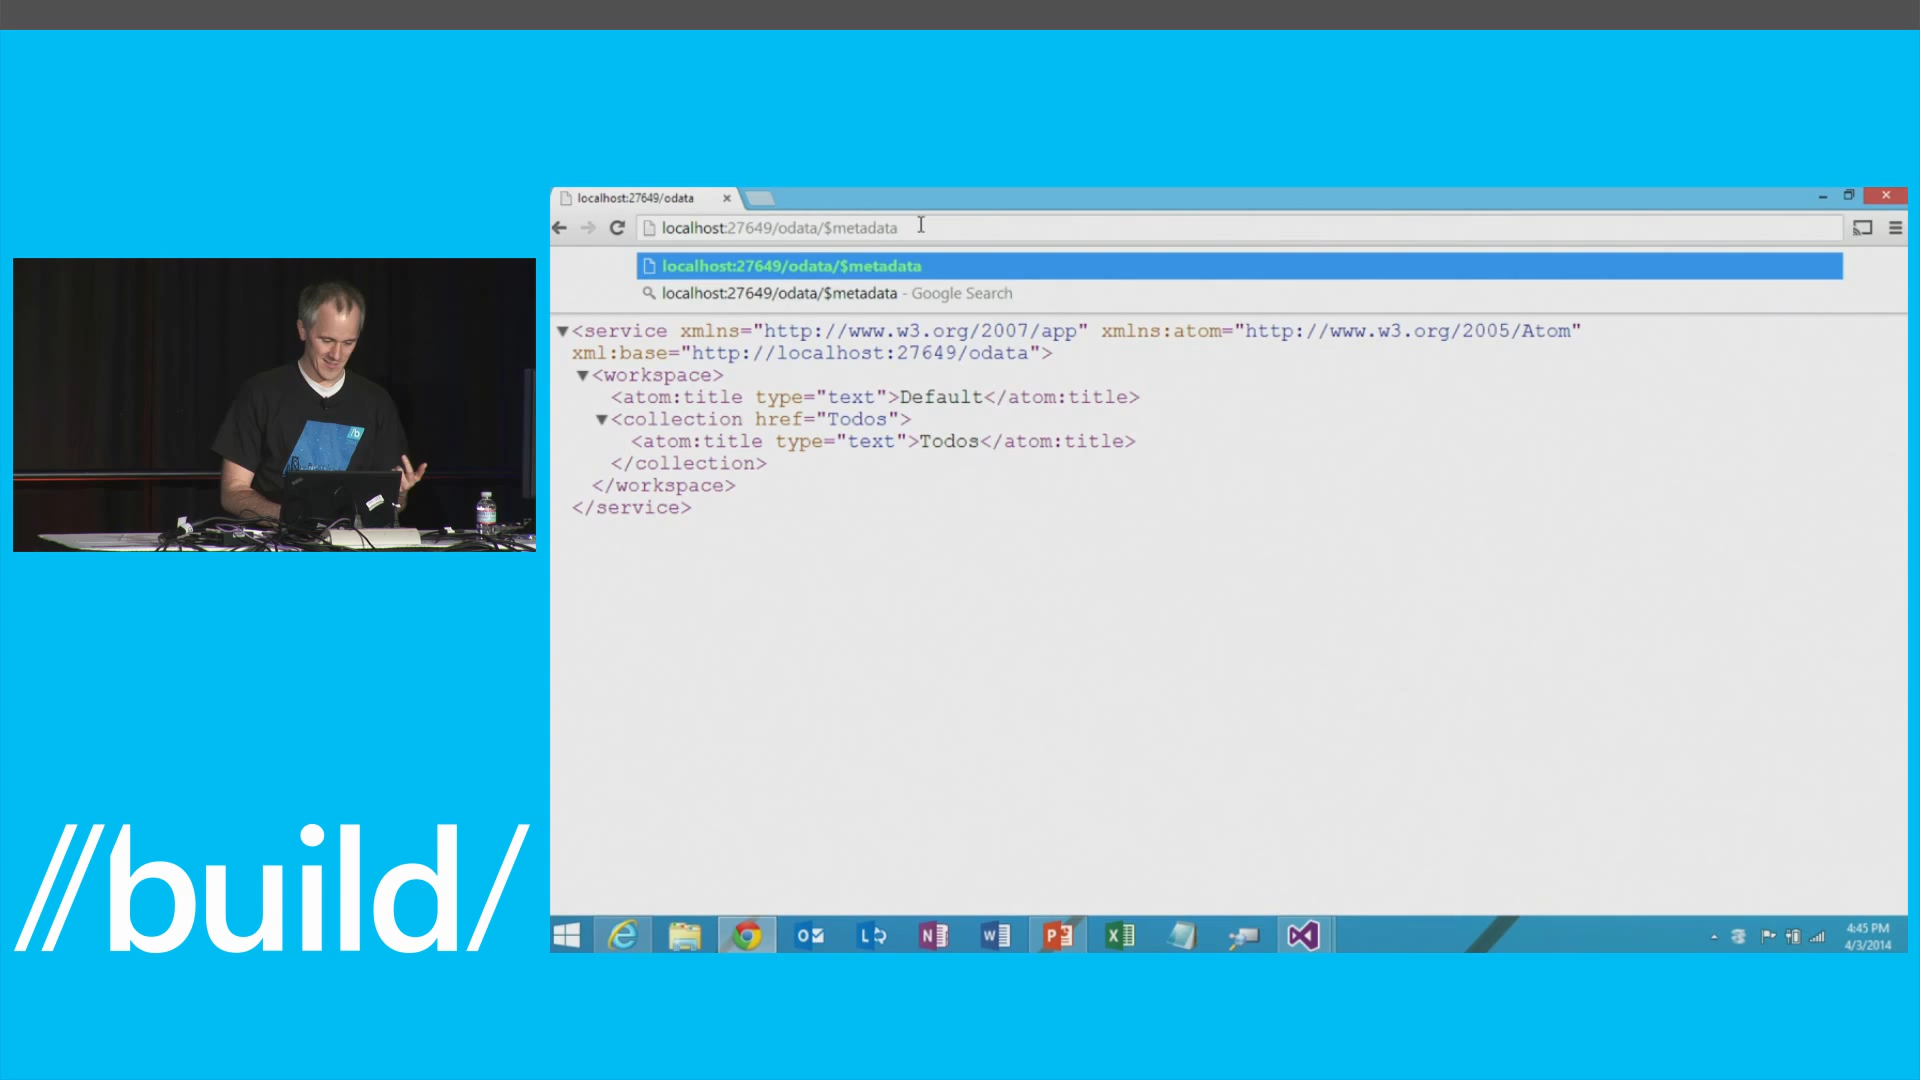 localhost:27649/odata
localhost:27649/odata/$metadata
localhost:27649/odata/$metadata
localhost:27649/odata/$metadata - Google Search
<service xmlns="http://www.w3.org/2007/app" xmlns:atom="http://www.w3.org/2005/Atom"
xml:base="http://localhost:27649/odata">
<workspace>
<atom:title type="text">Default</atom:title>
<collection href="Todos">
<atom:title type="text">Todos</atom:title>
</collection>
</workspace>
</service>
/b
//build/
4:45 PM
4/3/2014